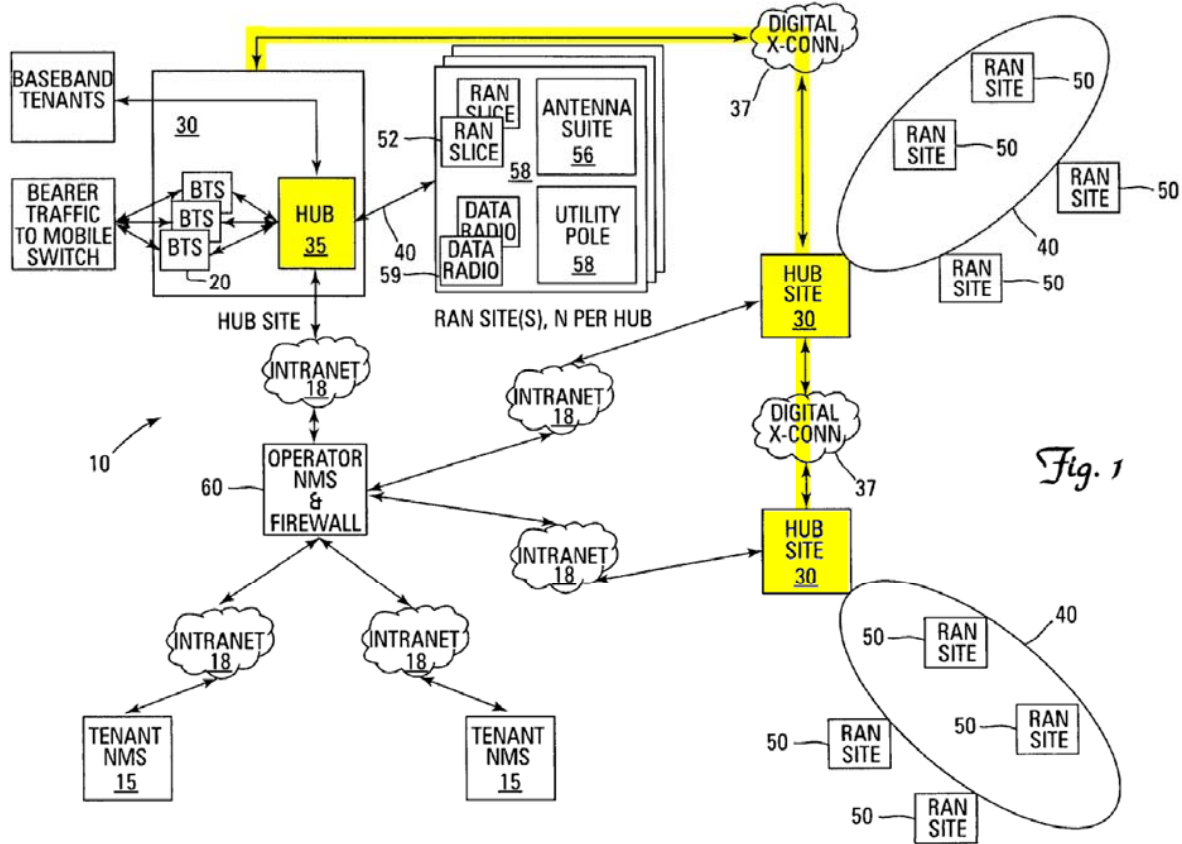 DIGITAL
X-CONN
37
BASEBAND
TENANTS
30
BEARER
TRAFFIC
TO MOBILE
SWITCH
BTS
BTS
BTS
20
HUB
35
HUB SITE
40
RAN
SLICE
RAN
SLICE
52
58
ANTENNA
SUITE
56
DATA
RADIO
DATA
RADIO
59
UTILITY
POLE
58
RAN SITE(S), N PER HUB
RAN
SITE
50
RAN
SITE
50
RAN
SITE
50
RAN
SITE
50
40
HUB
SITE
30
INTRANET
18
INTRANET
18
DIGITAL
X-CONN
37
Fig. 1
10
60
OPERATOR
NMS
&
FIREWALL
INTRANET
18
HUB
SITE
30
INTRANET
18
INTRANET
18
TENANT
NMS
15
TENANT
NMS
15
40
50
RAN
SITE
50
RAN
SITE
50
RAN
SITE
50
RAN
SITE